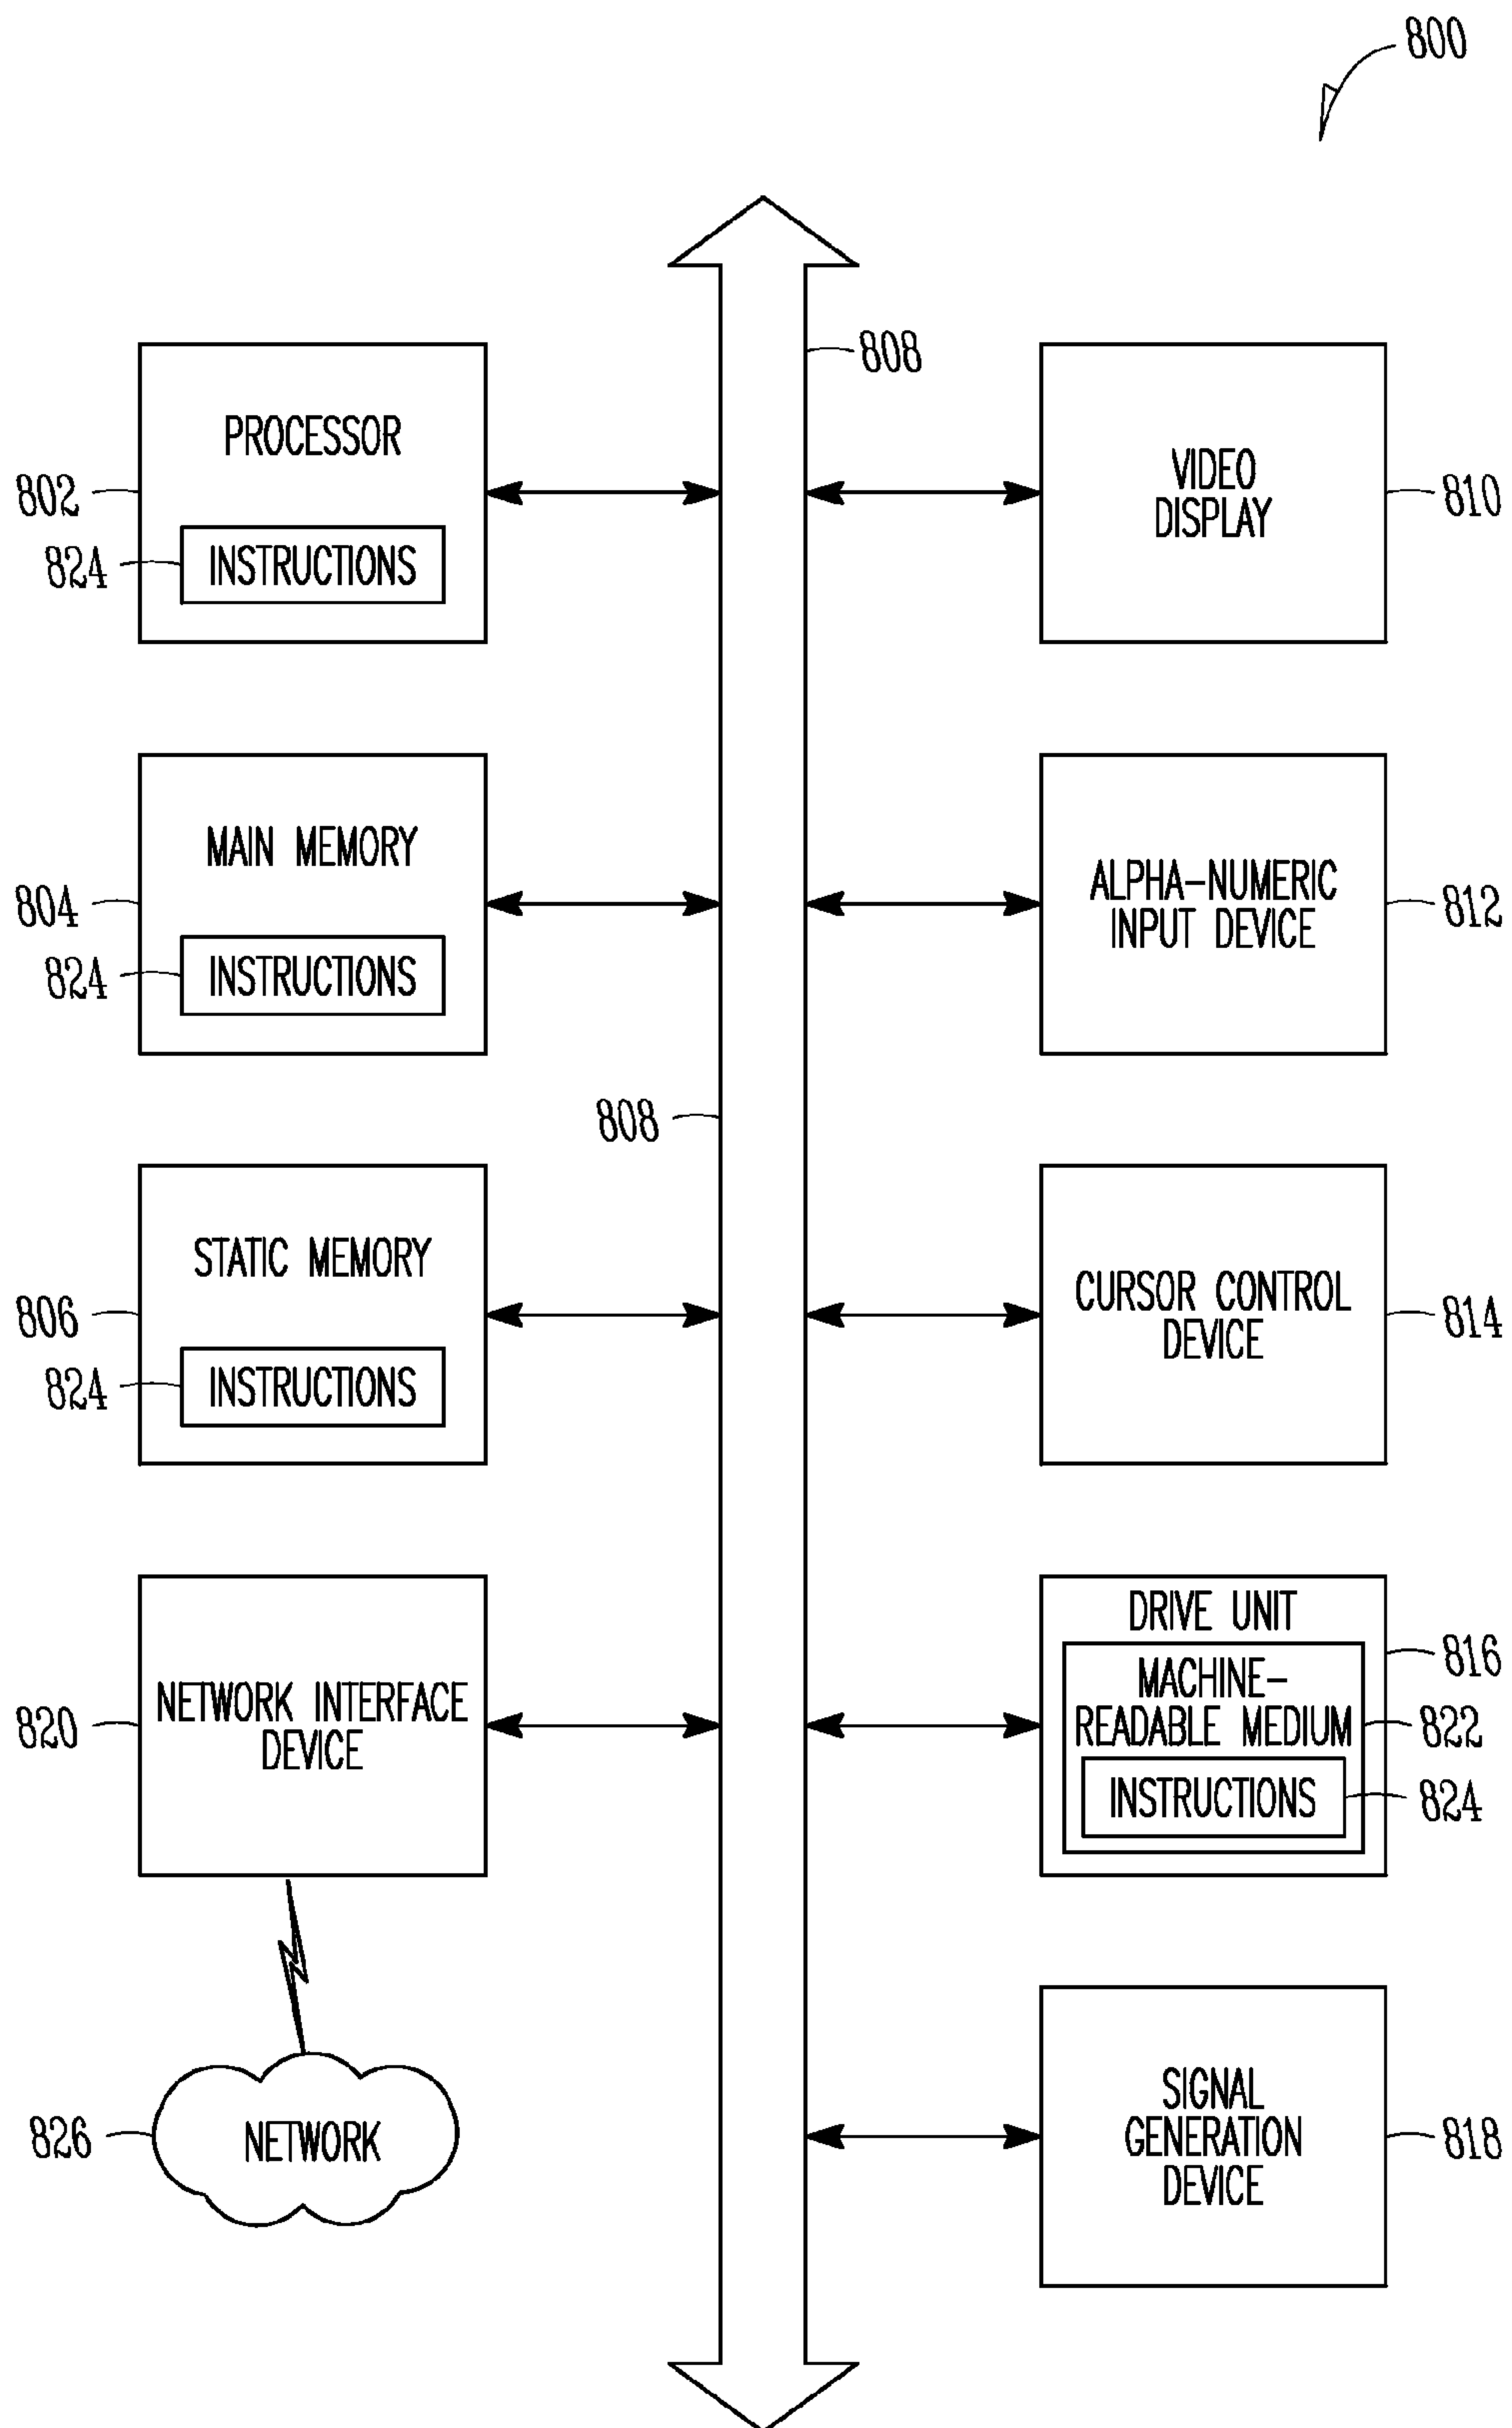 800
808
PROCESSOR
802
824
INSTRUCTIONS
VIDEO
DISPLAY
810
MAIN MEMORY
804
824
INSTRUCTIONS
ALPHA-NUMERIC
INPUT DEVICE
812
808
STATIC MEMORY
806
824
INSTRUCTIONS
CURSOR CONTROL
DEVICE
814
NETWORK INTERFACE
DEVICE
820
DRIVE UNIT
816
MACHINE-
READABLE MEDIUM
822
INSTRUCTIONS
824
826
NETWORK
SIGNAL
GENERATION
DEVICE
818